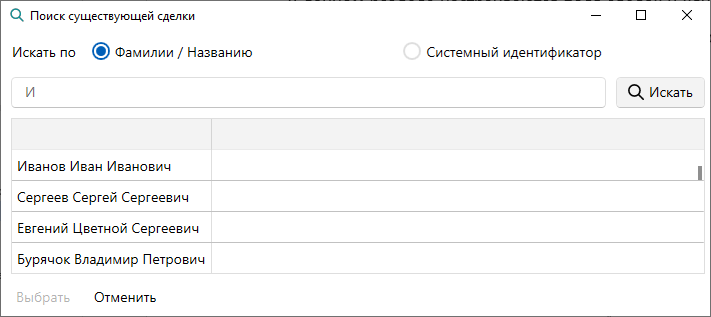 Поиск существующей сделки
Искать по Фамилии / Названию Системный идентификатор
И Искать
Иванов Иван Иванович
Сергеев Сергей Сергеевич
Евгений Цветной Сергеевич
Бурячок Владимир Петрович
Выбрать Отменить